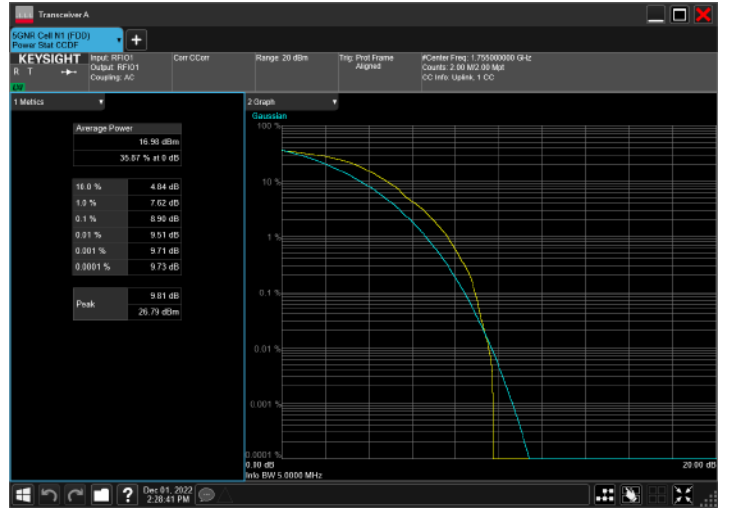 Transceiver A
5GNR Cell N1 (FDD)
Power Stat CCDF
KEYSIGHT
R T
Input: RFIO1
Output: RFIO1
Coupling: AC
Corr CCorr
Range: 20 dBm
Trig: Prot Frame
Aligned
#Center Freq: 1.755000000 GHz
Counts: 2.00 M/2.00 Mpt
CC Info: Uplink, 1 CC
1 Metrics
2 Graph
Average Power
16.98 dBm
35.87 % at 0 dB
10.0 % 4.84 dB
1.0 % 7.62 dB
0.1 % 8.90 dB
0.01 % 9.51 dB
0.001 % 9.71 dB
0.0001 % 9.73 dB
Peak
9.81 dB
26.79 dBm
Gaussian
100 %
10 %
1 %
0.1 %
0.01 %
0.001 %
0.0001 %
0.00 dB
20.00 dB
Info BW 5.0000 MHz
?
Dec 01, 2022
2:28:41 PM